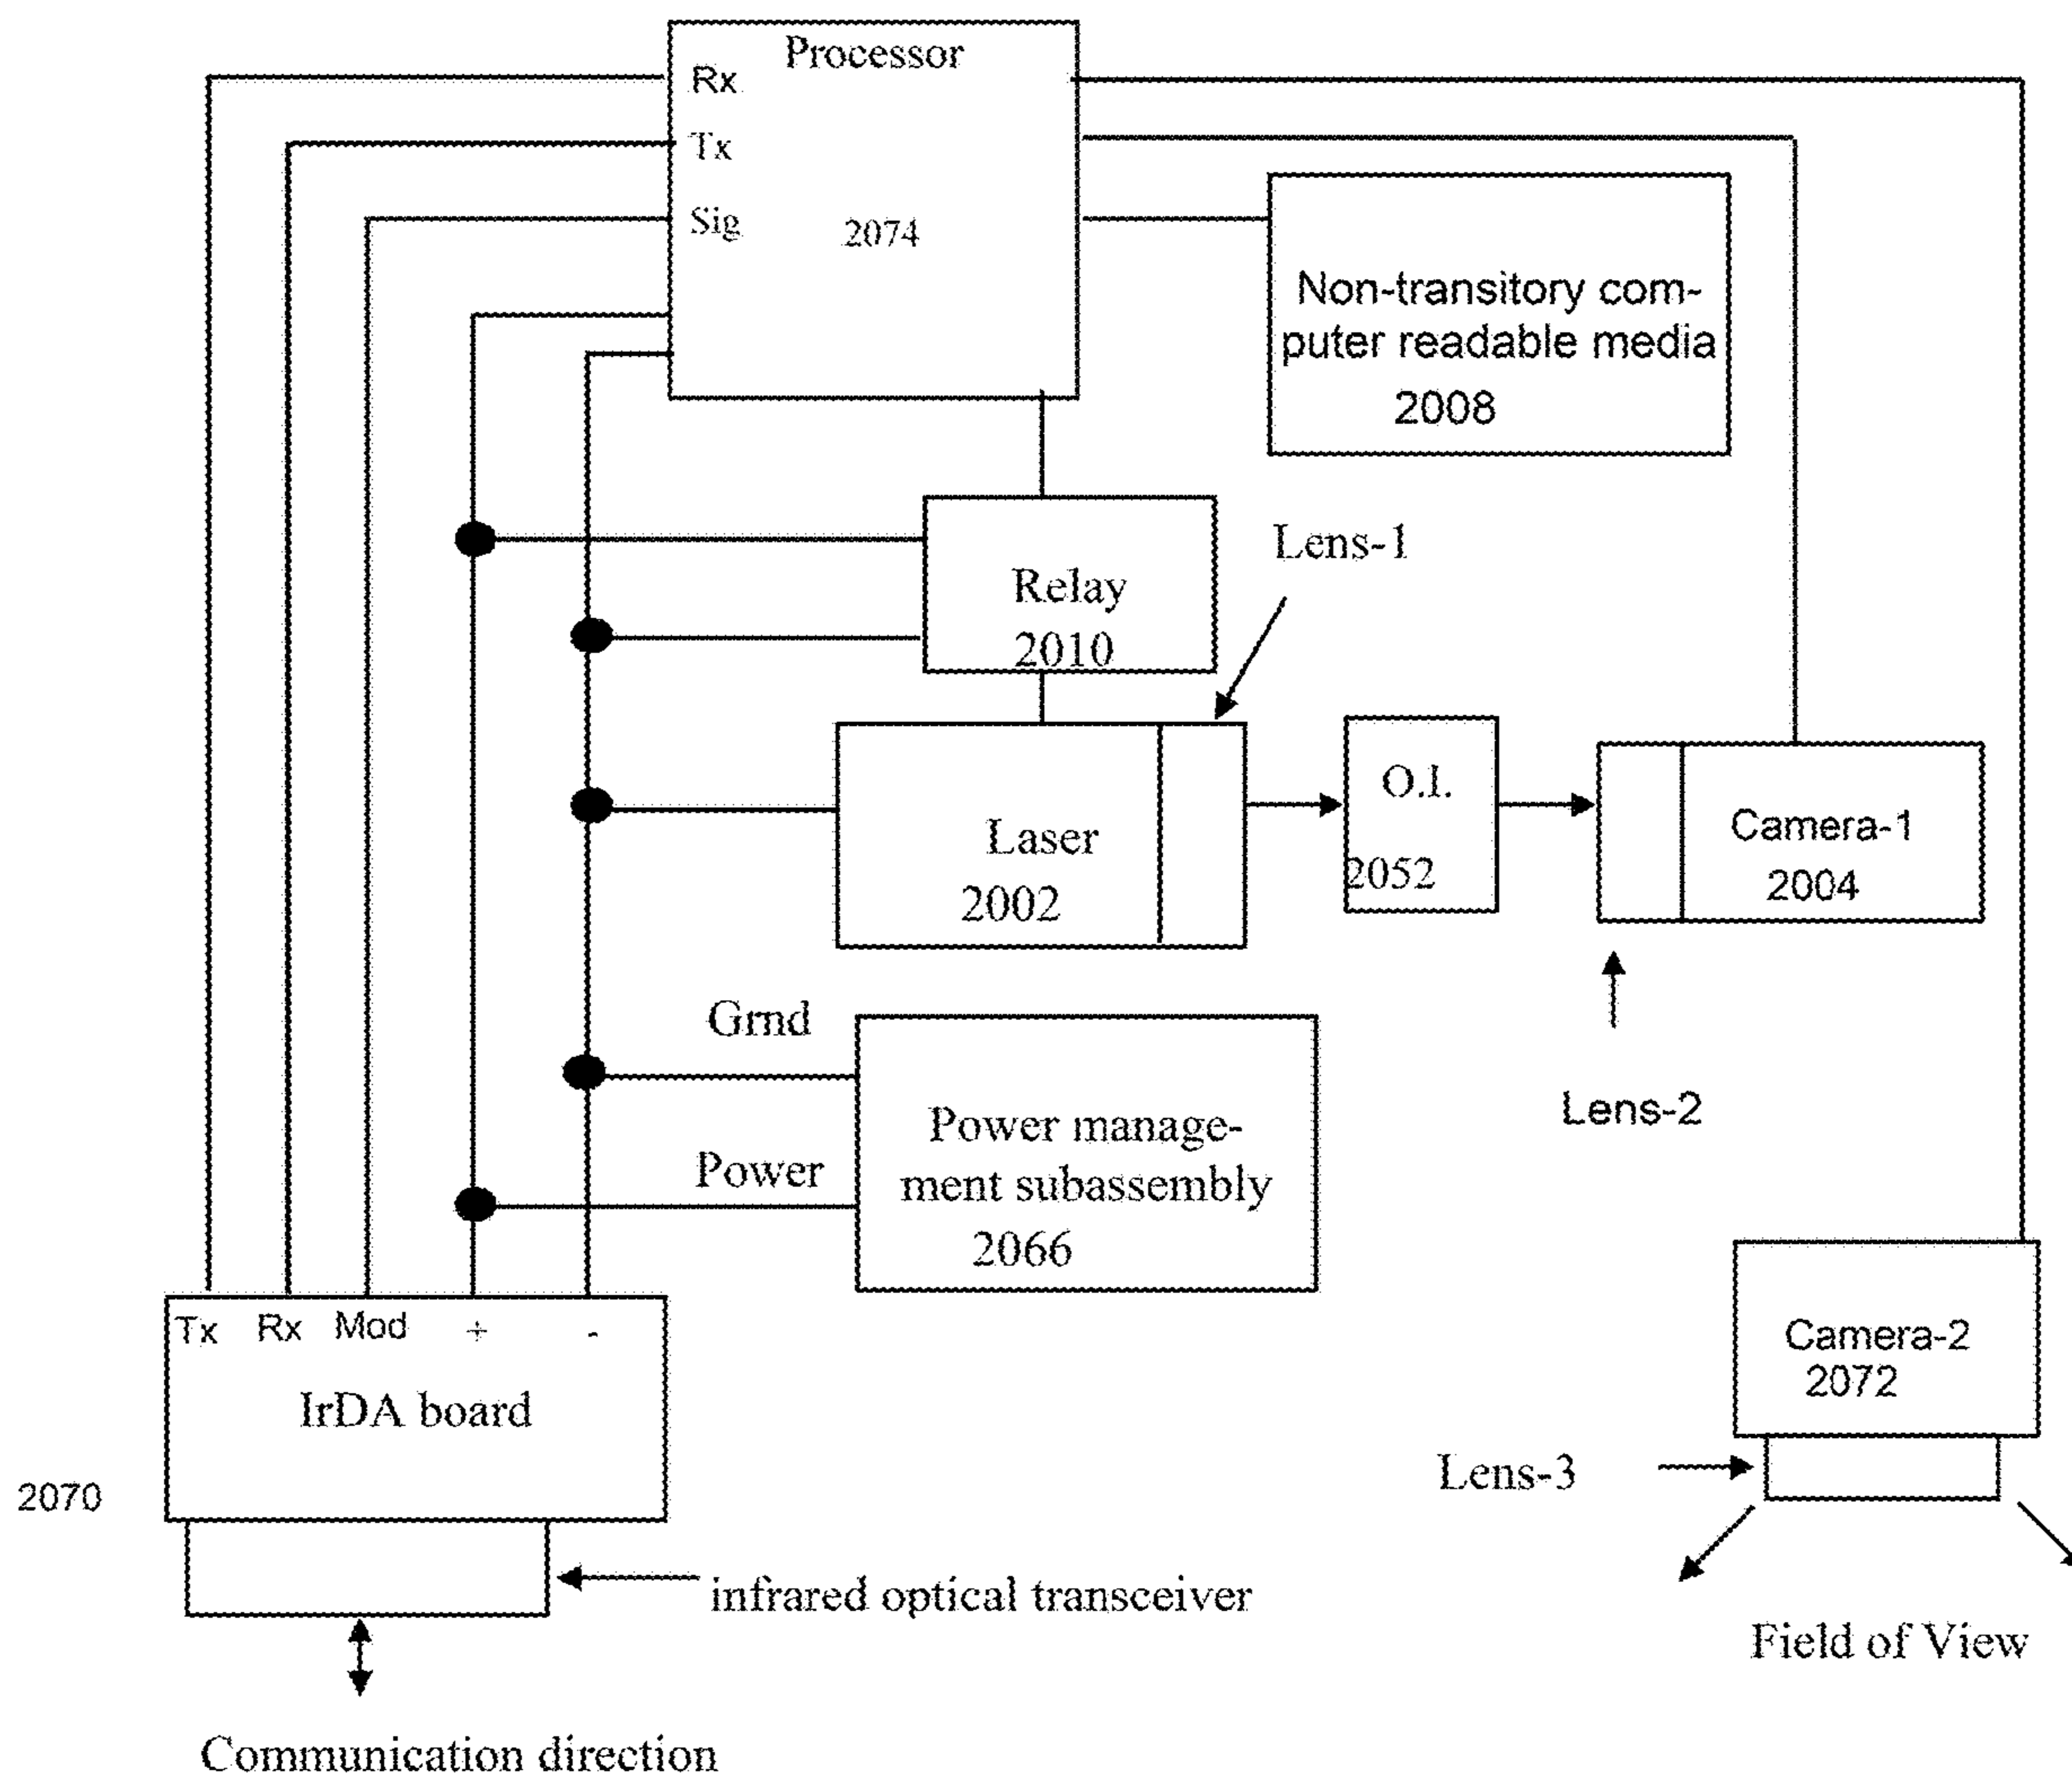 Processor
Rx
Tx
Sig
2074
Non-transitory com-
puter readable media
2008
Lens-1
Relay
2010
O.I.
2052
Laser
2002
Camera-1
2004
Grnd
Lens-2
Power manage-
ment subassembly
2066
Power
Tx Rx Mod + -
IrDA board
2070
Camera-2
2072
Lens-3
infrared optical transceiver
Field of View
Communication direction